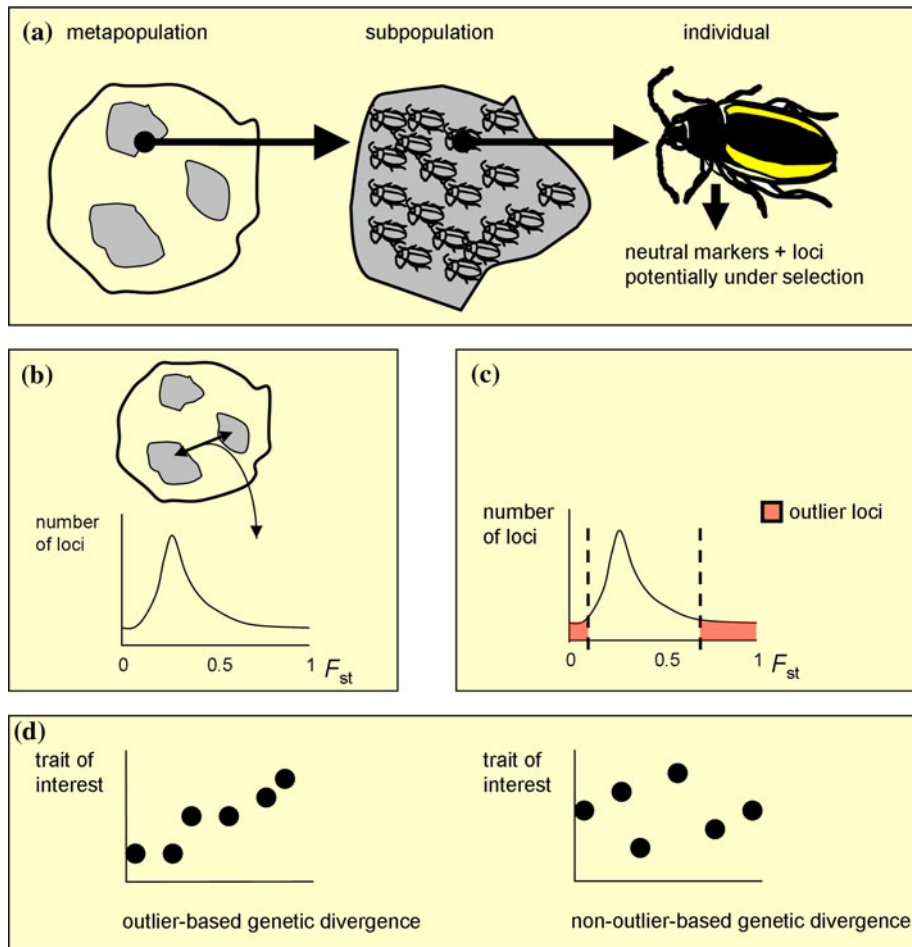 (a) metapopulation subpopulation individual
neutral markers + loci
potentially under selection
(b)
number
of loci
0 0.5 1 Fst
(c)
number
of loci
outlier loci
0 0.5 1 Fst
(d)
trait of
interest
outlier-based genetic divergence
trait of
interest
non-outlier-based genetic divergence